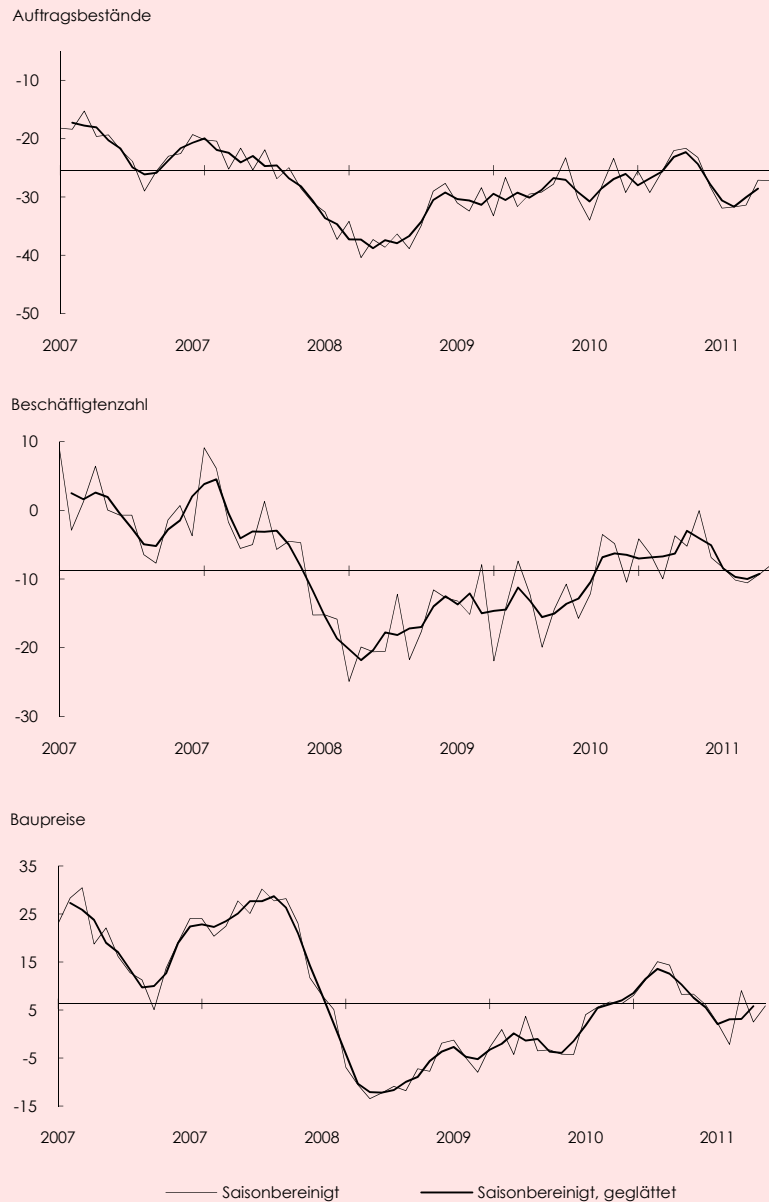 Auftragsbestände
-10
-20
-30
-40
-50
2007 2007 2008 2009 2010 2011
Beschäftigtenzahl
10
0
-10
-20
-30
2007 2007 2008 2009 2010 2011
Baupreise
35
25
15
5
-5
-15
2007 2007 2008 2009 2010 2011
Saisonbereinigt Saisonbereinigt, geglättet